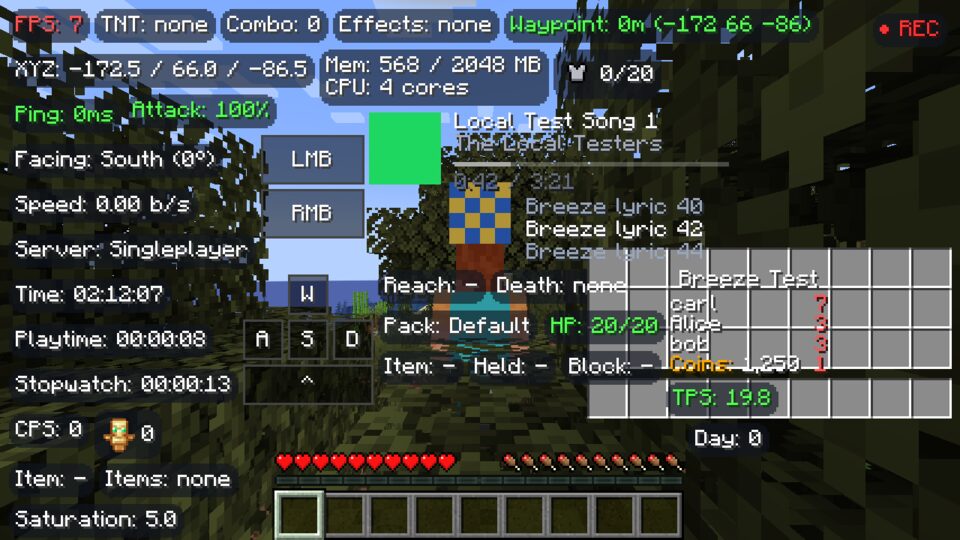 FPS: 7 TNT: none Combo: 0 Effects: none Waypoint: 0m (-172 66 -86) REC
XYZ: -172.5 / 66.0 / -86.5
Mem: 568 / 2048 MB
CPU: 4 cores
0/20
Ping: 0ms Attack: 100%
Local Test Song 1
The Local Testers
0:42 / 3:21
Facing: South (0°)
LMB
Speed: 0.00 b/s
RMB
Breeze lyric 40
Breeze lyric 42
Breeze lyric 44
Server: Singleplayer
Time: 02:12:07
W
Reach: - Death: none
Breeze Test
carl 7
Alice 3
bob 3
Coins: 1,250 1
Playtime: 00:00:08
A S D
Pack: Default HP: 20/20
Item: - Held: - Block: -
Stopwatch: 00:00:13
^
TPS: 19.8
CPS: 0
0
Day: 0
Item: - Items: none
Saturation: 5.0